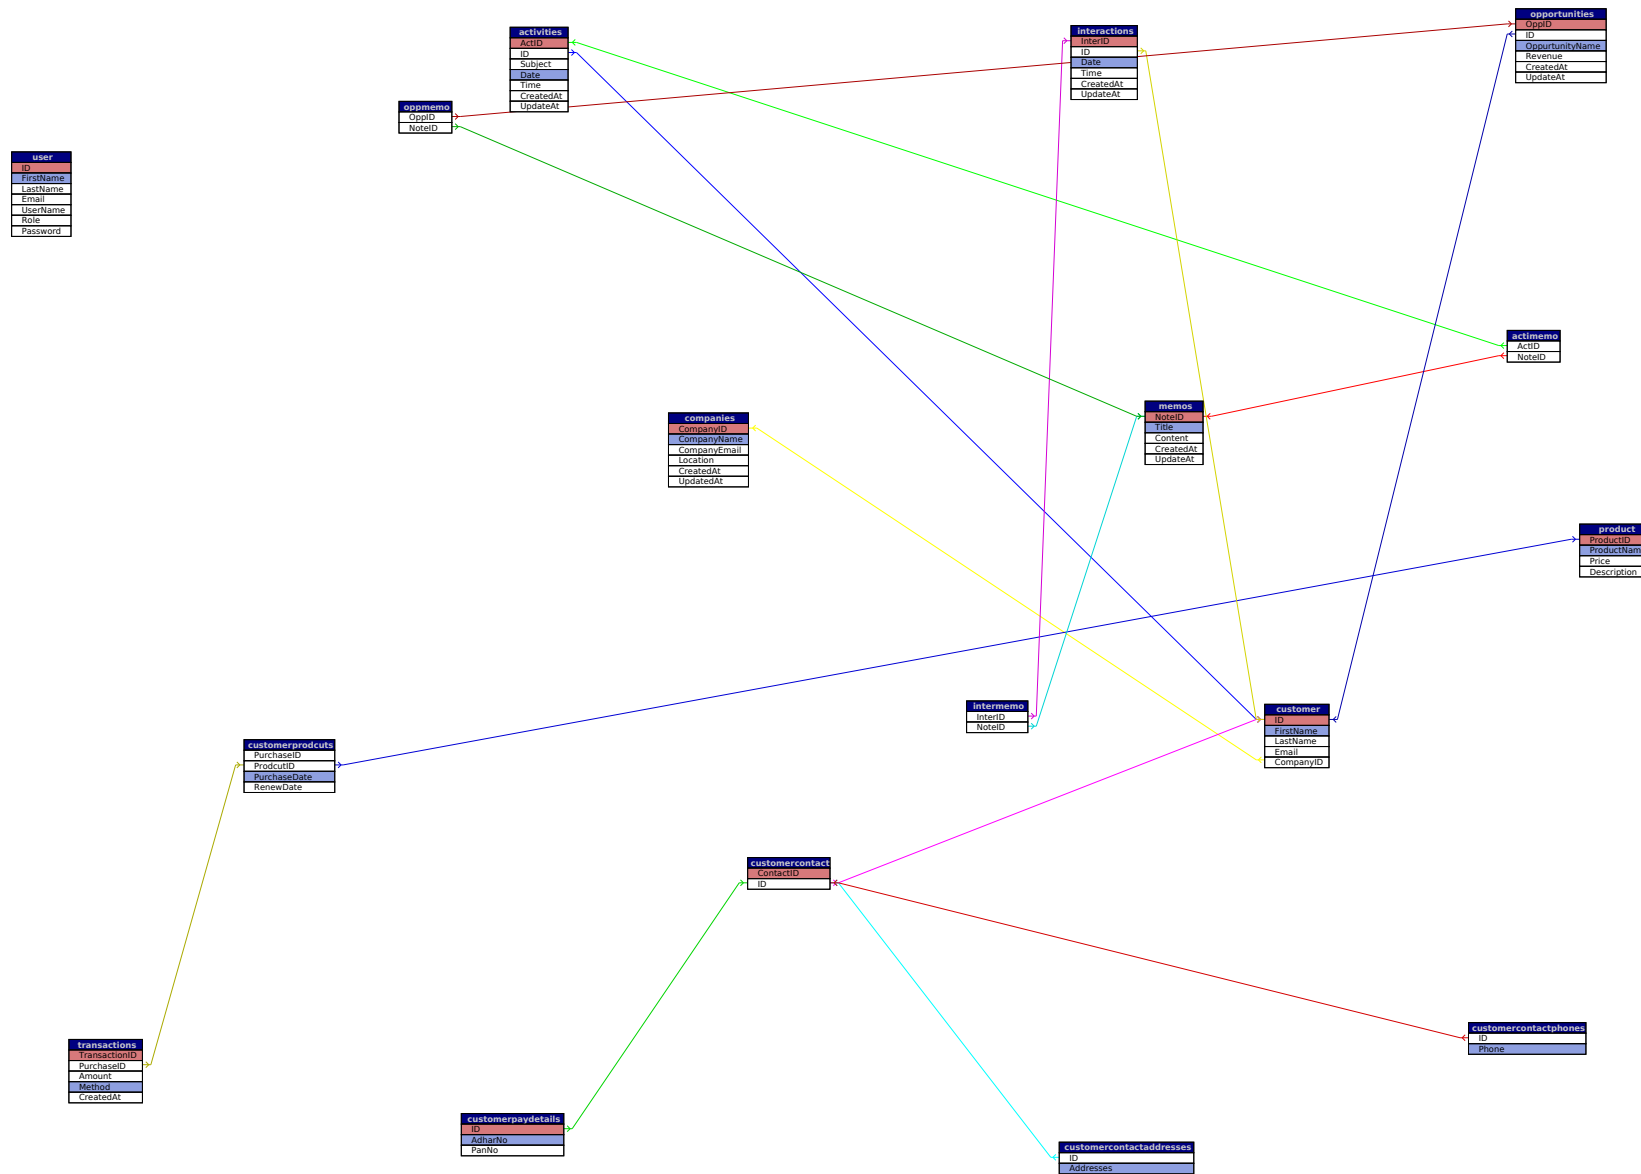 opportunities
OppID
ID
OppurtunityName
Revenue
CreatedAt
UpdateAt
interactions
InterID
ID
Date
Time
CreatedAt
UpdateAt
activities
ActID
ID
Subject
Date
Time
CreatedAt
UpdateAt
oppmemo
OppID
NoteID
user
ID
FirstName
LastName
Email
UserName
Role
Password
actimemo
ActID
NoteID
memos
NoteID
Title
Content
CreatedAt
UpdateAt
companies
CompanyID
CompanyName
CompanyEmail
Location
CreatedAt
UpdatedAt
product
ProductID
ProductNam
Price
Description
intermemo
InterID
NoteID
customer
ID
FirstName
LastName
Email
CompanyID
customerprodcuts
PurchaseID
ProdcutID
PurchaseDate
RenewDate
customercontact
ContactID
ID
customercontactphones
ID
Phone
transactions
TransactionID
PurchaseID
Amount
Method
CreatedAt
customerpaydetails
ID
AdharNo
PanNo
customercontactaddresses
ID
Addresses